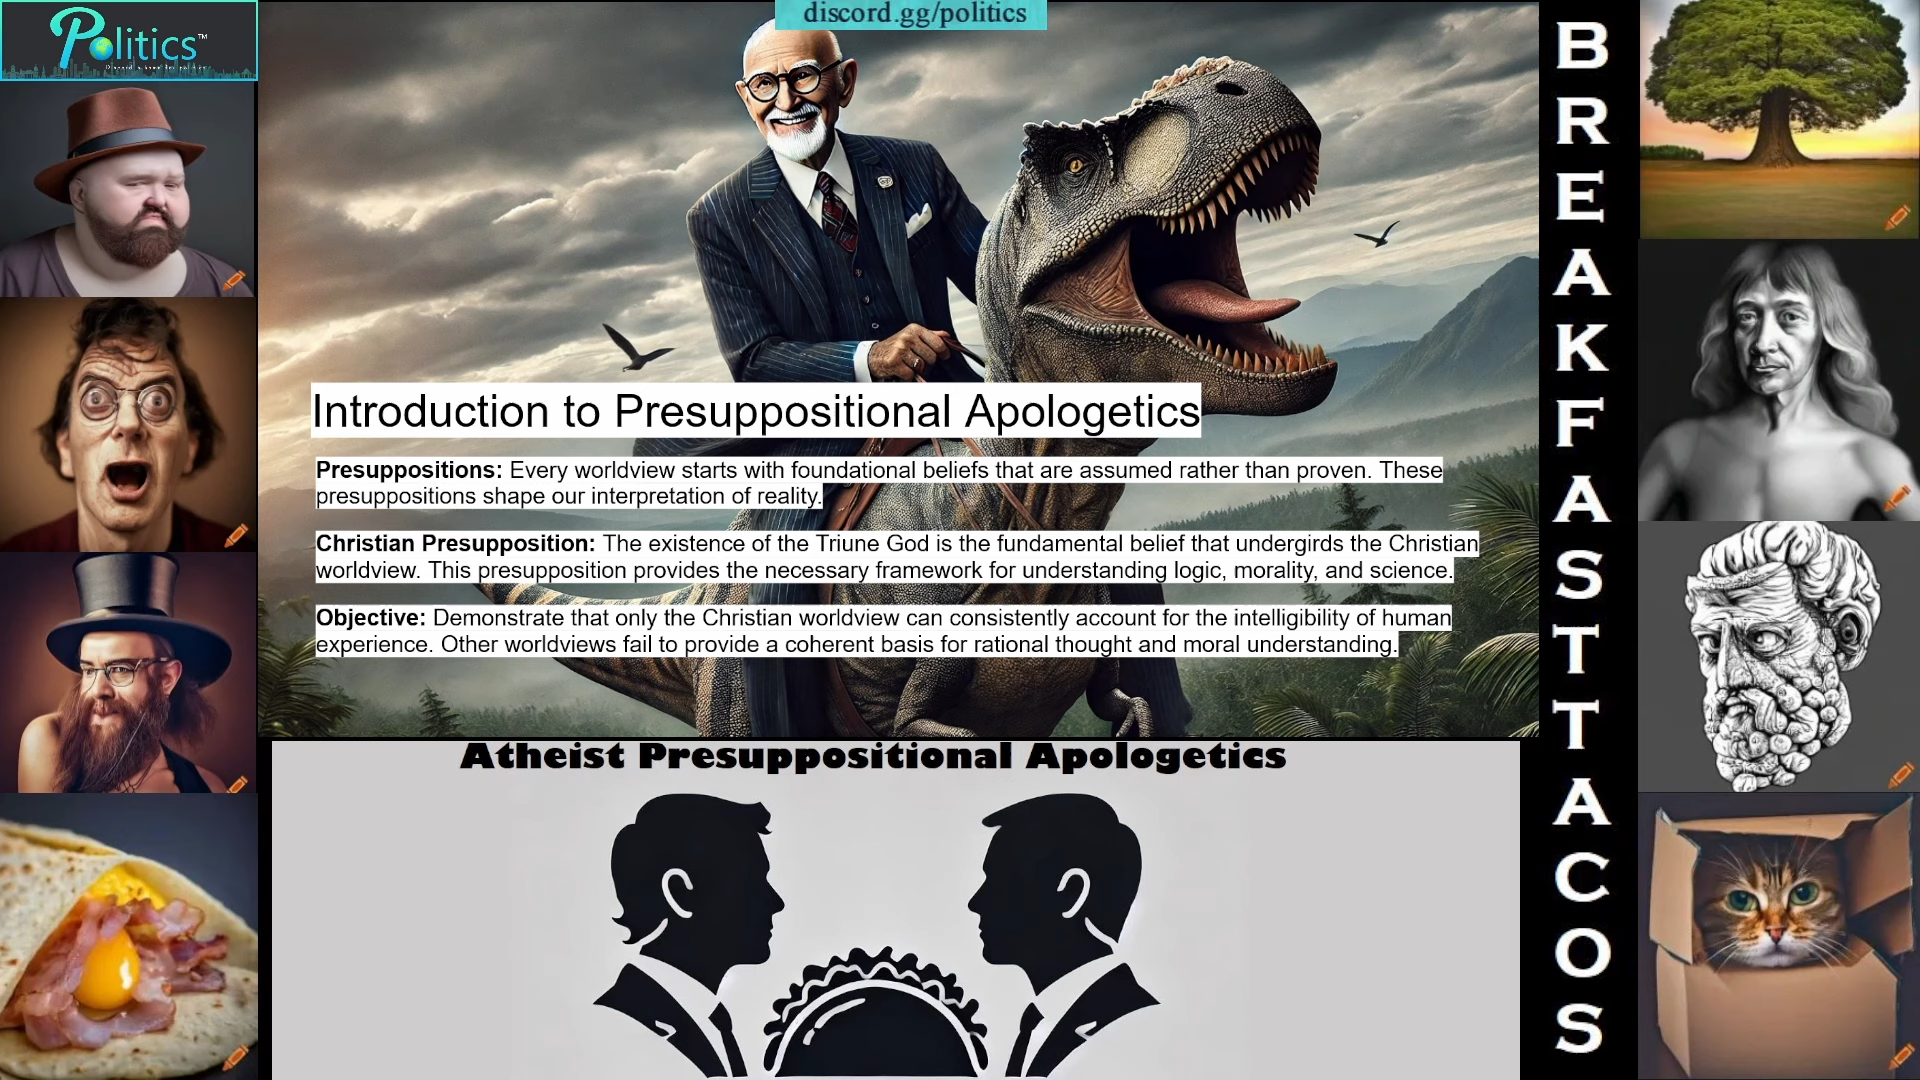 Politics™
discord.gg/politics
Introduction to Presuppositional Apologetics
Presuppositions: Every worldview starts with foundational beliefs that are assumed rather than proven. These
presuppositions shape our interpretation of reality.
Christian Presupposition: The existence of the Triune God is the fundamental belief that undergirds the Christian
worldview. This presupposition provides the necessary framework for understanding logic, morality, and science.
Objective: Demonstrate that only the Christian worldview can consistently account for the intelligibility of human
experience. Other worldviews fail to provide a coherent basis for rational thought and moral understanding.
Atheist Presuppositional Apologetics
BREAKFASTTACOS